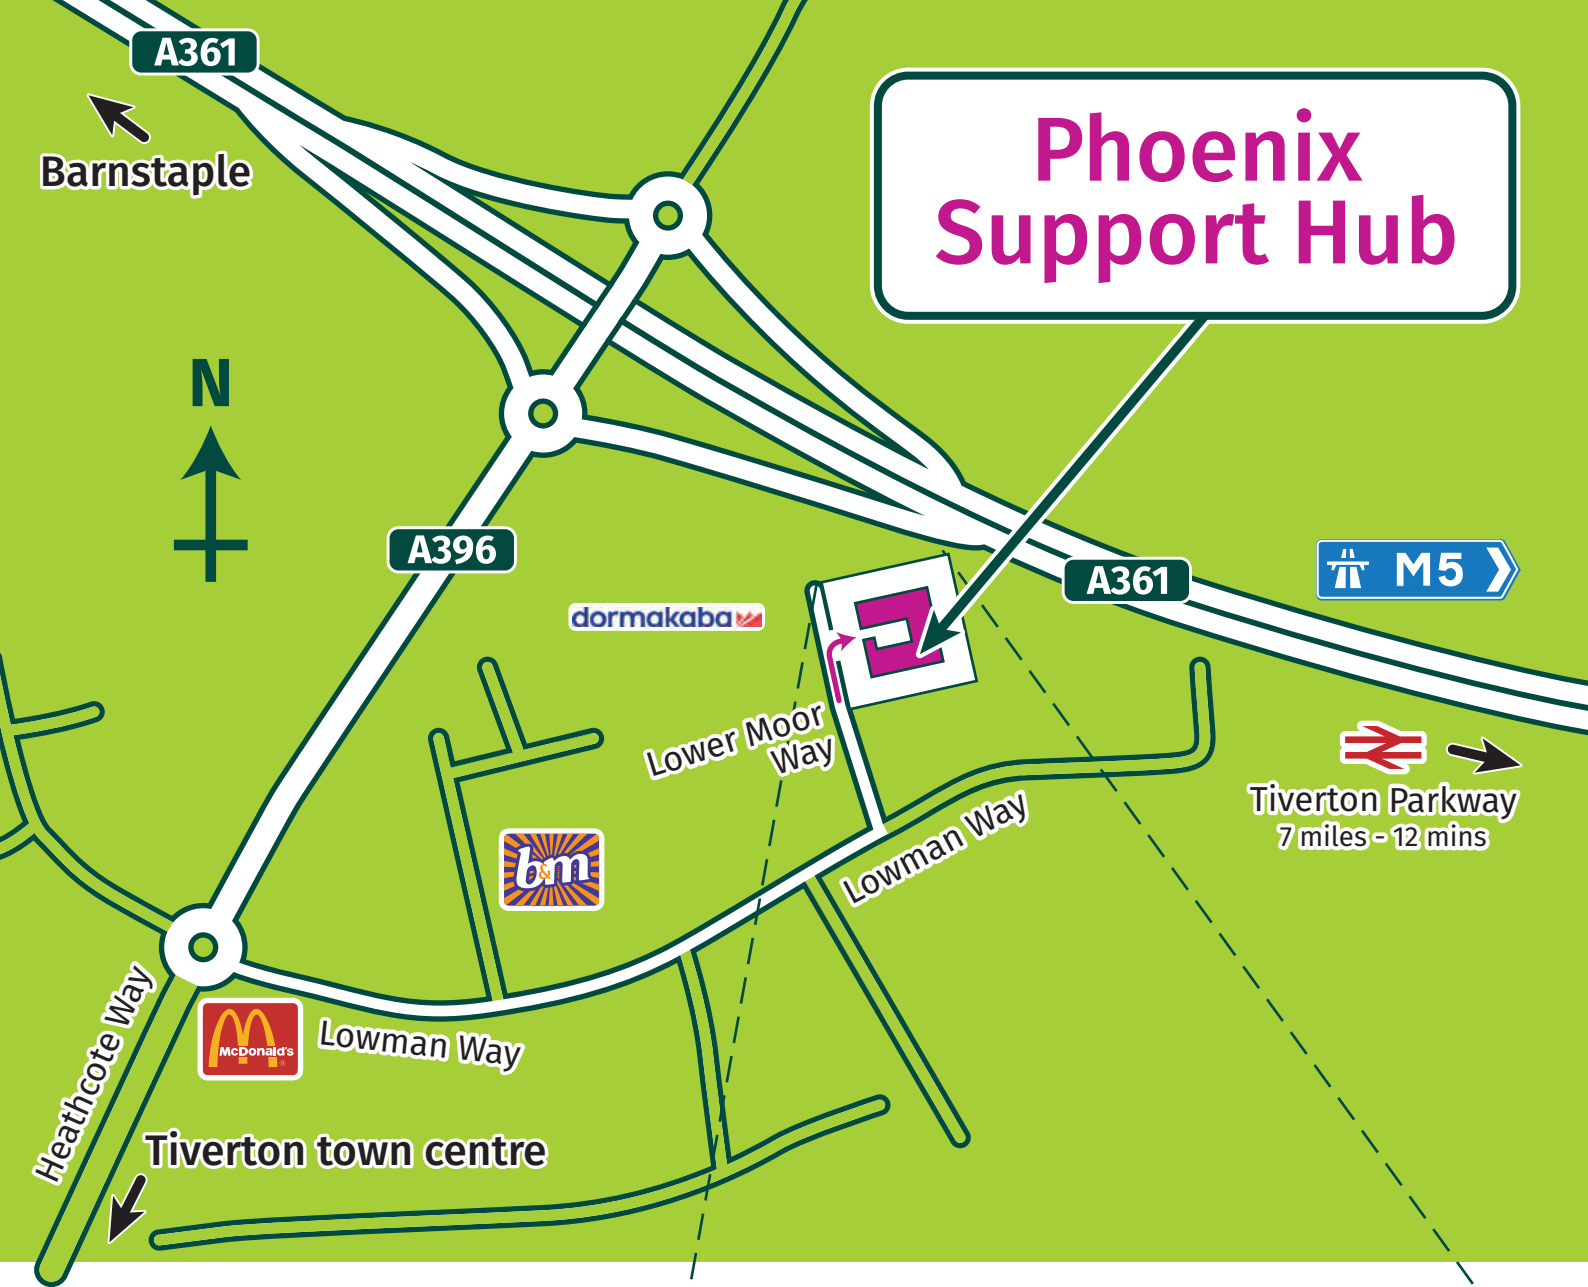 A361
Barnstaple
Phoenix
Support Hub
N
A396
A361
M5
dormakaba
Lower Moor
Way
Tiverton Parkway
7 miles - 12 mins
Lowman Way
b&m
Heathcote Way
McDonald's
Lowman Way
Tiverton town centre